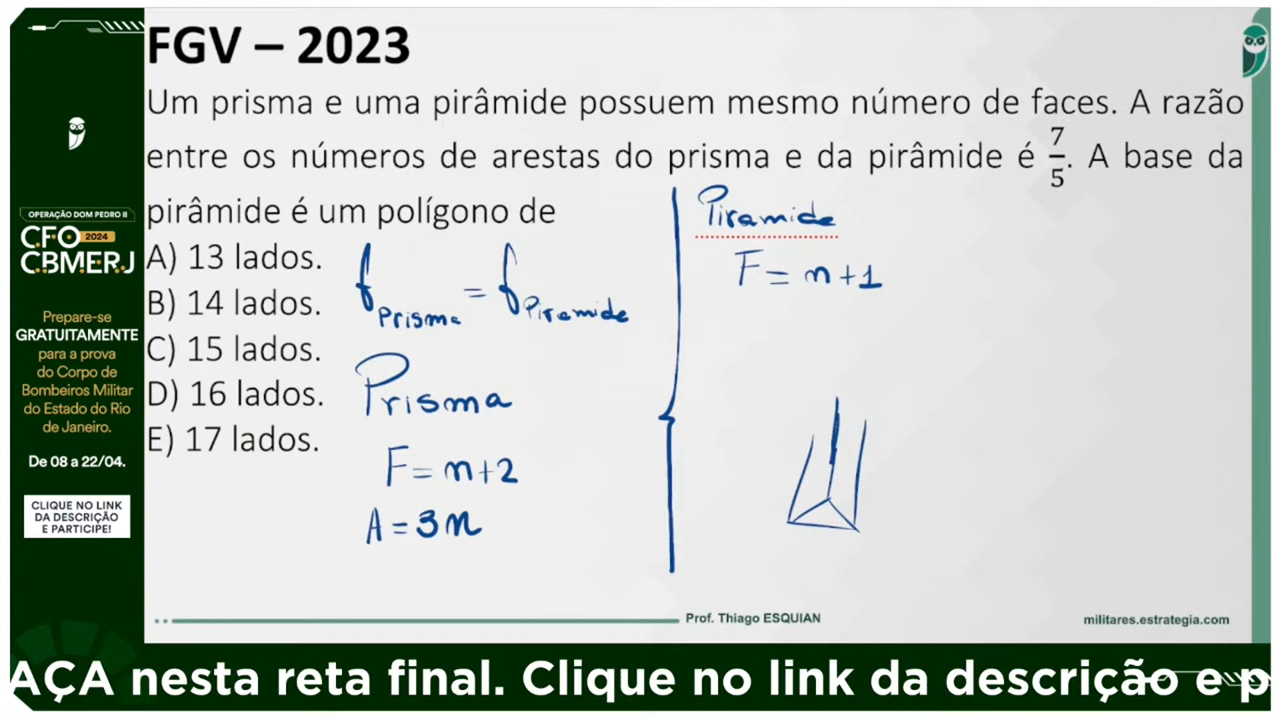 FGV – 2023
Um prisma e uma pirâmide possuem mesmo número de faces. A razão
entre os números de arestas do prisma e da pirâmide é 7/5. A base da
pirâmide é um polígono de
A) 13 lados.
B) 14 lados.
C) 15 lados.
D) 16 lados.
E) 17 lados.
f Prisma = f Piramide
Prisma
F = n+2
A = 3n
Piramide
F = n+1
OPERAÇÃO DOM PEDRO II
CFO 2024
CBMERJ
Prepare-se
GRATUITAMENTE
para a prova
do Corpo de
Bombeiros Militar
do Estado do Rio
de Janeiro.
De 08 a 22/04.
CLIQUE NO LINK
DA DESCRIÇÃO
E PARTICIPE!
Prof. Thiago ESQUIAN
militares.estrategia.com
AÇA nesta reta final. Clique no link da descrição e p